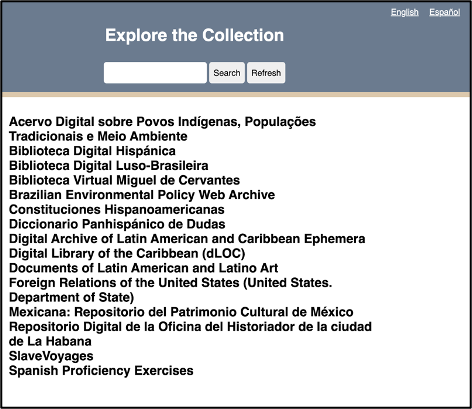 English Español
Explore the Collection
Search Refresh
Acervo Digital sobre Povos Indígenas, Populações
Tradicionais e Meio Ambiente
Biblioteca Digital Hispánica
Biblioteca Digital Luso-Brasileira
Biblioteca Virtual Miguel de Cervantes
Brazilian Environmental Policy Web Archive
Constituciones Hispanoamericanas
Diccionario Panhispánico de Dudas
Digital Archive of Latin American and Caribbean Ephemera
Digital Library of the Caribbean (dLOC)
Documents of Latin American and Latino Art
Foreign Relations of the United States (United States.
Department of State)
Mexicana: Repositorio del Patrimonio Cultural de México
Repositorio Digital de la Oficina del Historiador de la ciudad
de La Habana
SlaveVoyages
Spanish Proficiency Exercises